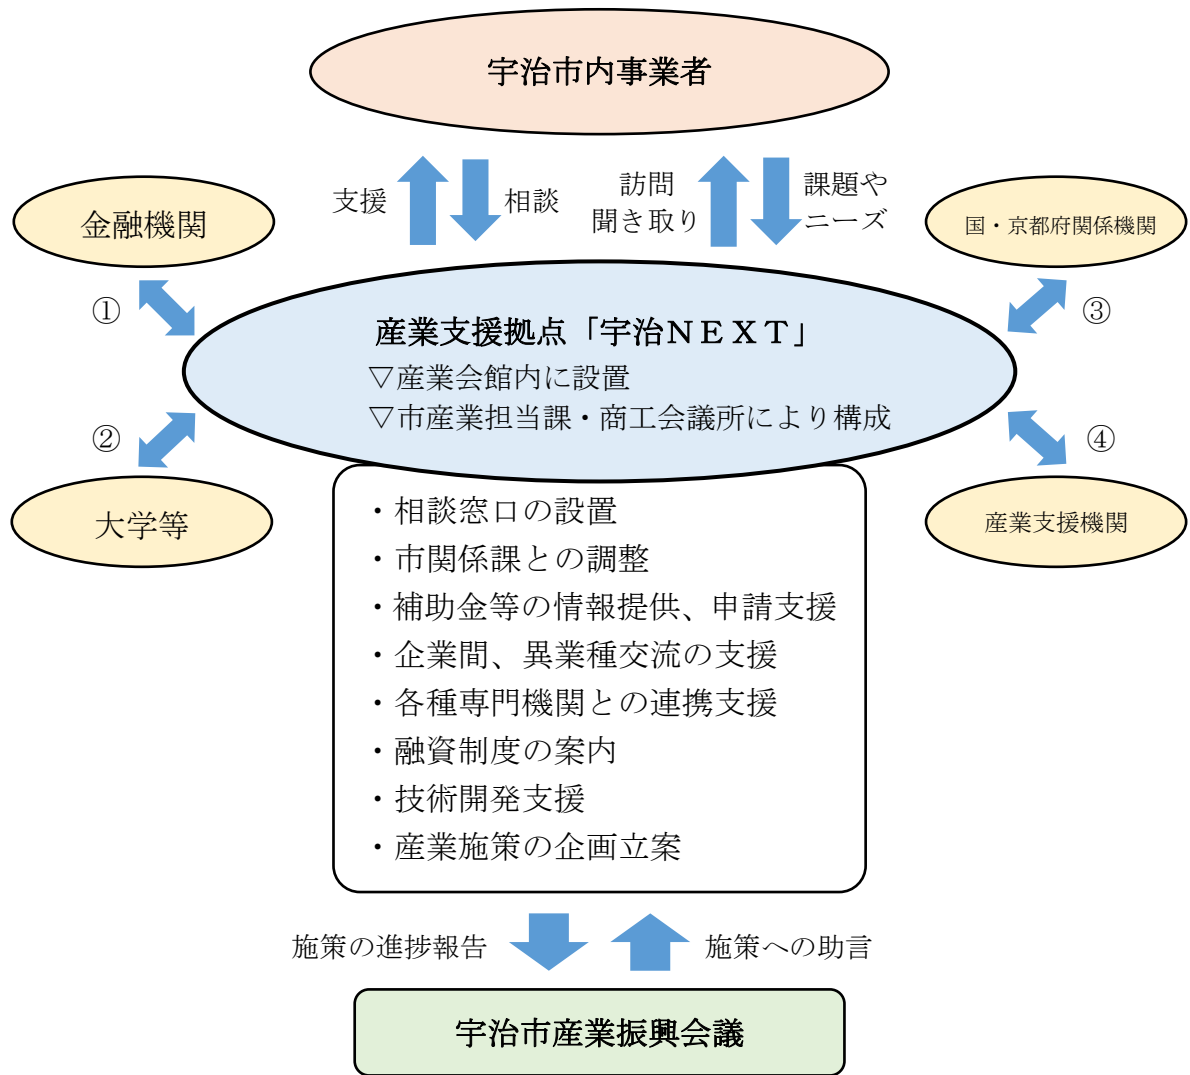 宇治市内事業者
支援
相談
訪問
聞き取り
課題や
ニーズ
金融機関
国・京都府関係機関
①
③
産業支援拠点「宇治NEXT」
▽産業会館内に設置
▽市産業担当課・商工会議所により構成
②
④
大学等
産業支援機関
・相談窓口の設置
・市関係課との調整
・補助金等の情報提供、申請支援
・企業間、異業種交流の支援
・各種専門機関との連携支援
・融資制度の案内
・技術開発支援
・産業施策の企画立案
施策の進捗報告
施策への助言
宇治市産業振興会議